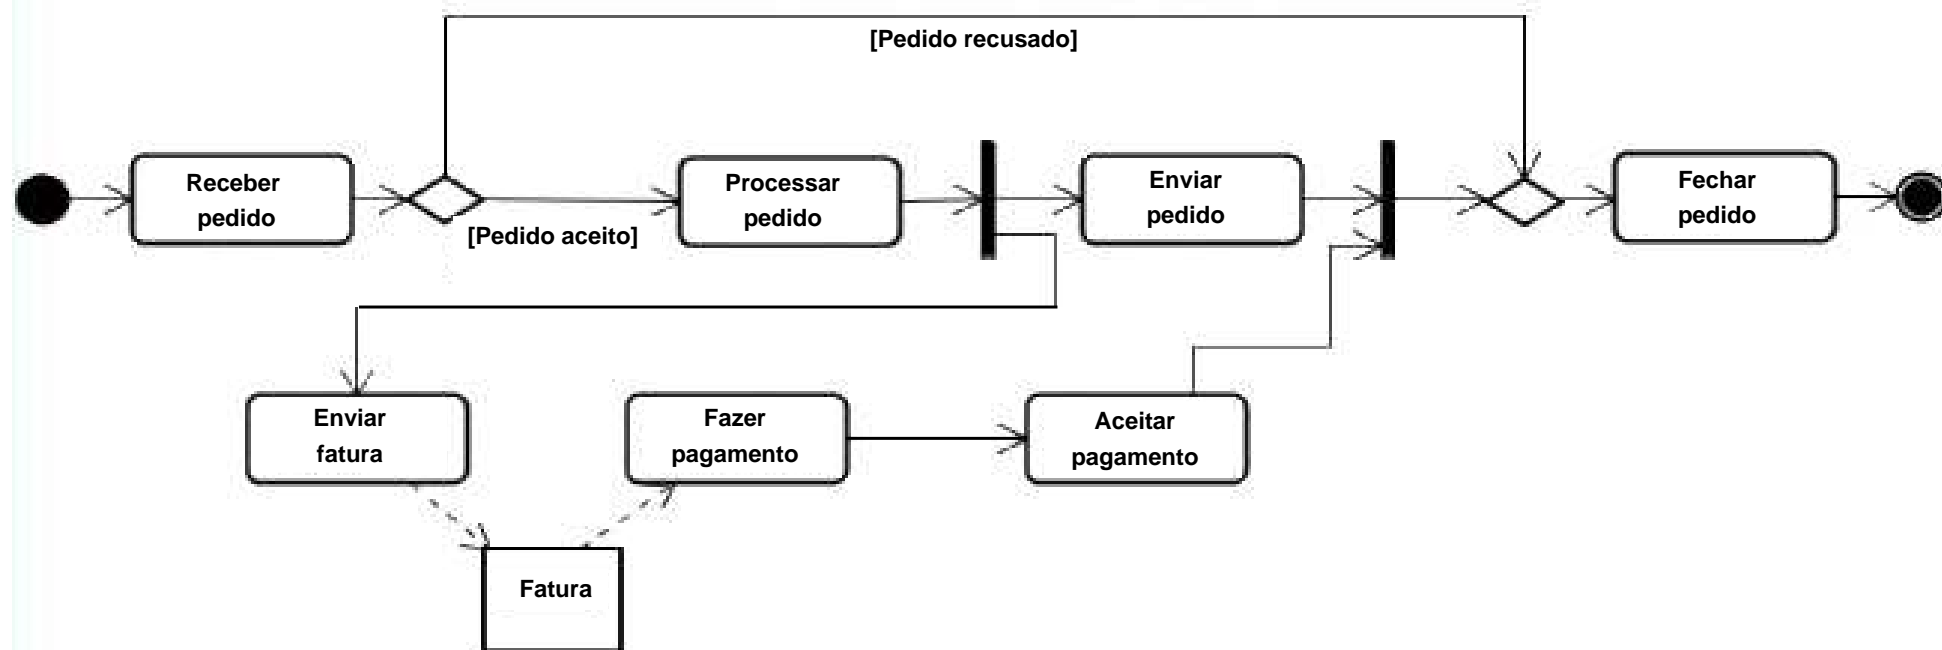 [Pedido recusado]
Receber
pedido
[Pedido aceito]
Processar
pedido
Enviar
pedido
Fechar
pedido
Enviar
fatura
Fazer
pagamento
Aceitar
pagamento
Fatura